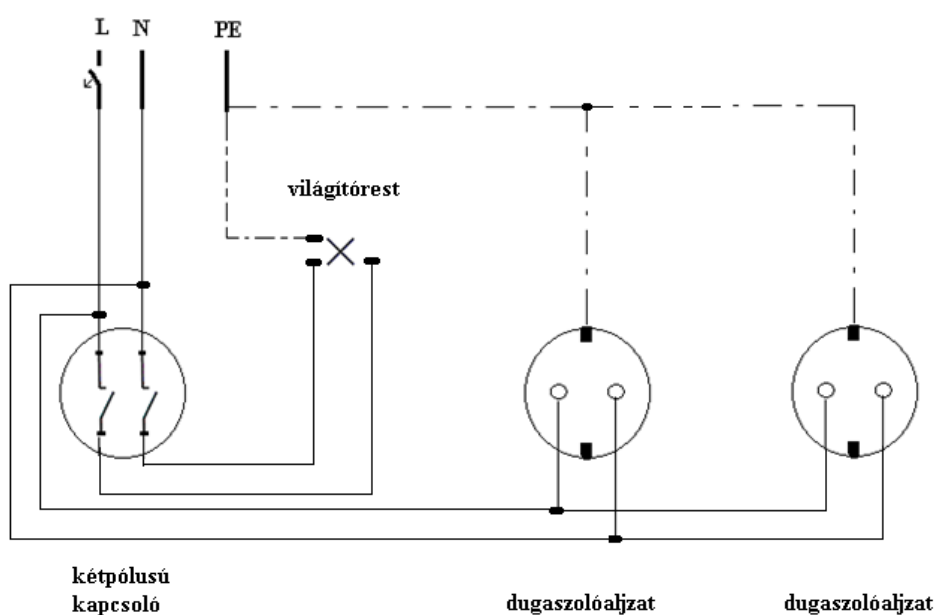 L N PE
világítórest
kétpólusú
kapcsoló
dugaszolóaljzat
dugaszolóaljzat